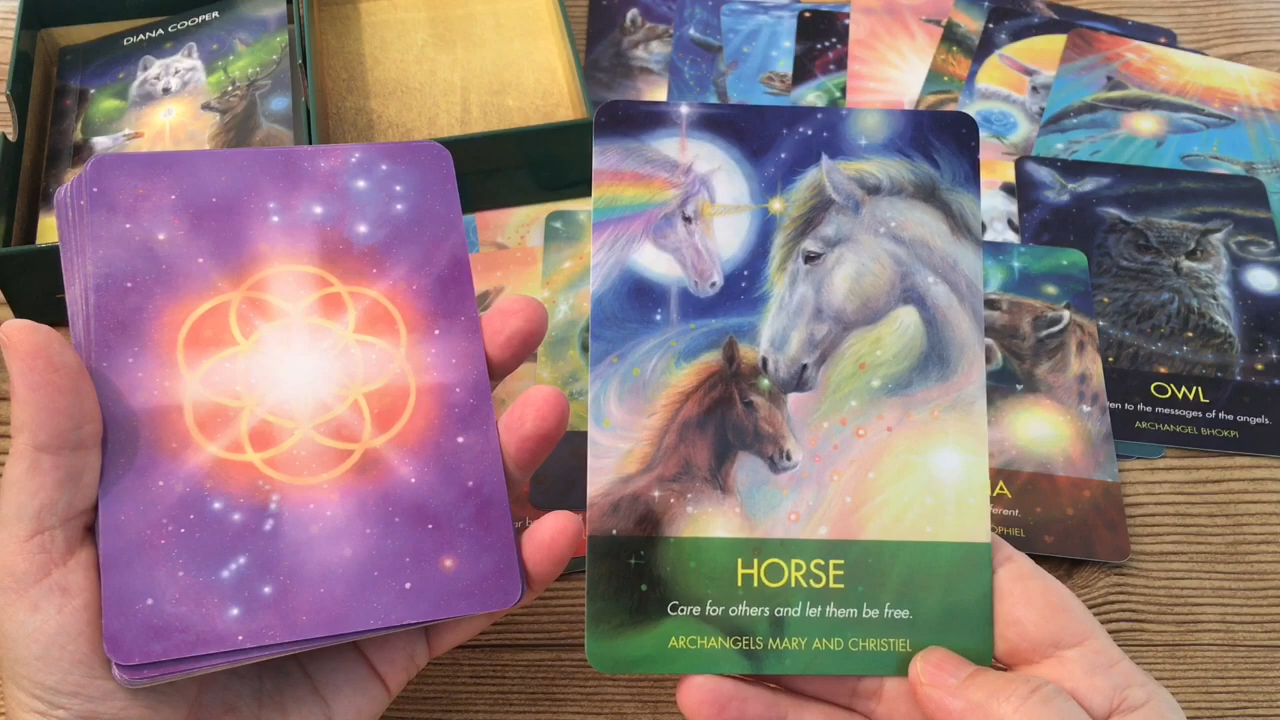 DIANA COOPER
HORSE
Care for others and let them be free.
ARCHANGELS MARY AND CHRISTIEL
OWL
to the messages of the angels.
ARCHANGEL BHOKPI